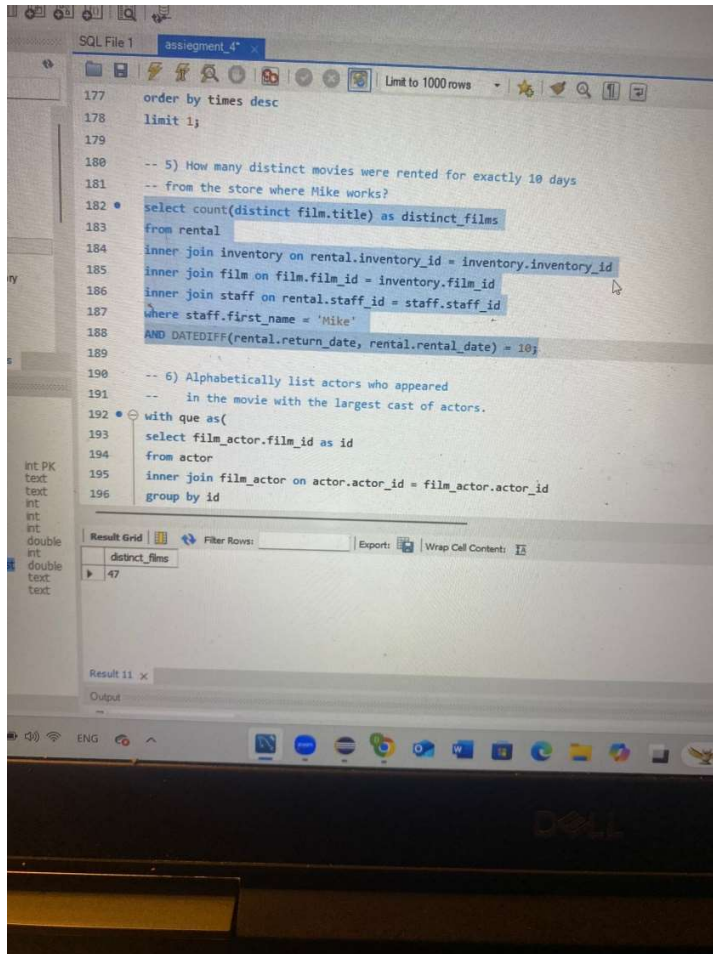 SQL File 1
assiegment_4*
Limit to 1000 rows
177 order by times desc
178 limit 1;
179
180 -- 5) How many distinct movies were rented for exactly 10 days
181 -- from the store where Mike works?
182 select count(distinct film.title) as distinct_films
183 from rental
184 inner join inventory on rental.inventory_id = inventory.inventory_id
185 inner join film on film.film_id = inventory.film_id
186 inner join staff on rental.staff_id = staff.staff_id
187 where staff.first_name = 'Mike'
188 AND DATEDIFF(rental.return_date, rental.rental_date) = 10;
189
190 -- 6) Alphabetically list actors who appeared
191 -- in the movie with the largest cast of actors.
192 with que as(
193 select film_actor.film_id as id
194 from actor
195 inner join film_actor on actor.actor_id = film_actor.actor_id
196 group by id
int PK
text
text
int
int
int
double
int
double
text
text
Result Grid Filter Rows: Export: Wrap Cell Content:
distinct_films
47
Result 11
Output
ENG
DELL